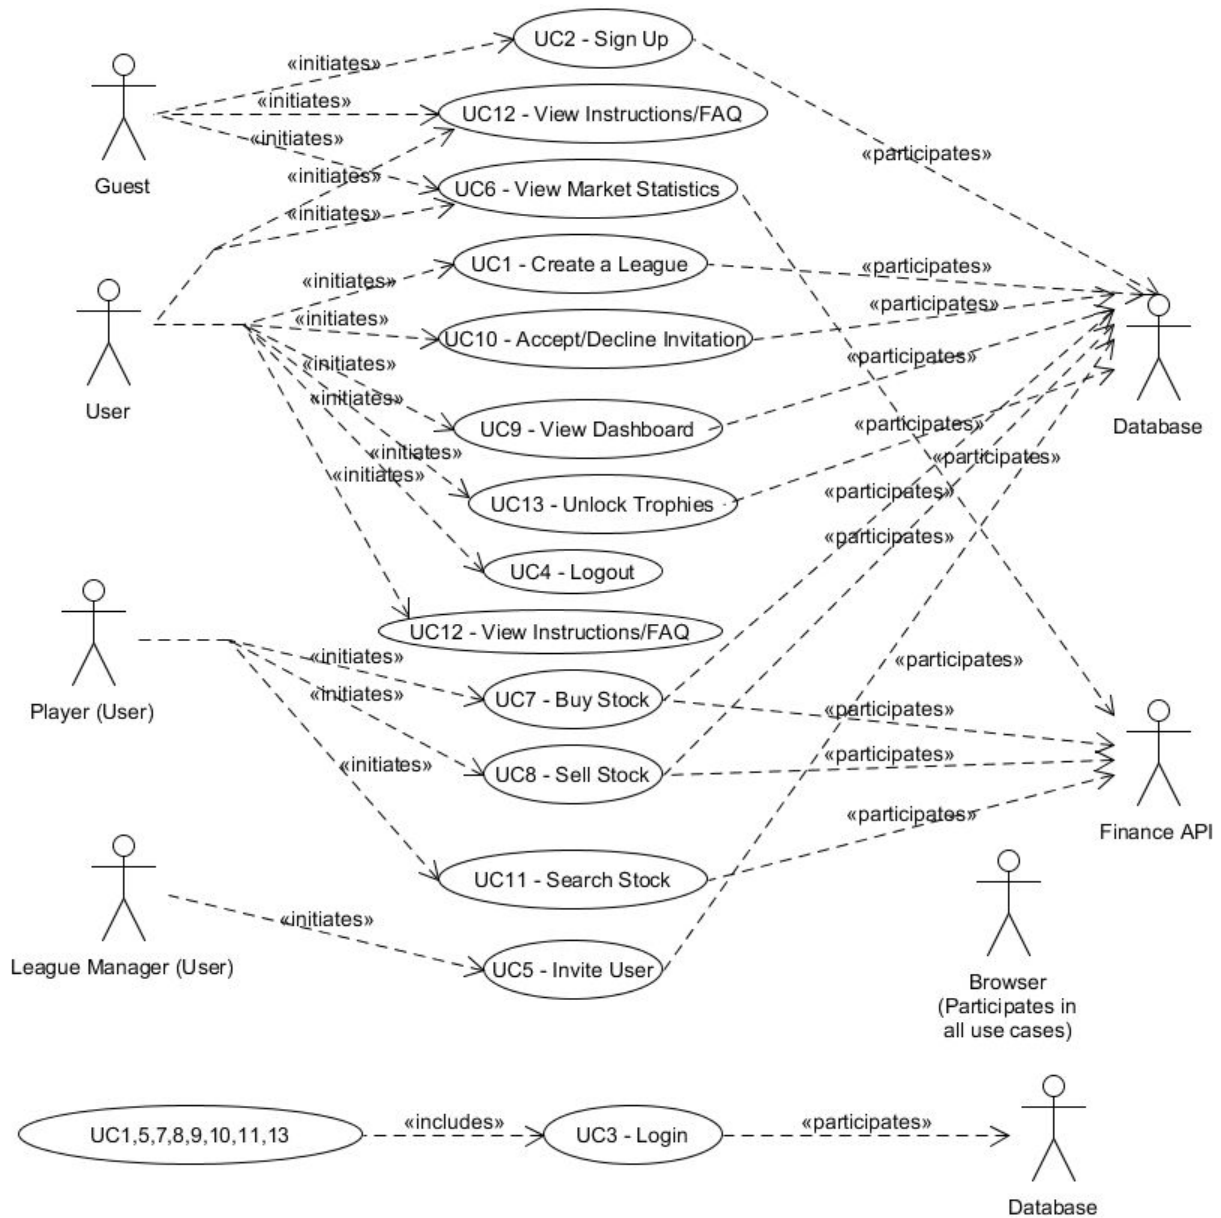 UC2 - Sign Up
«initiates»
«initiates»
UC12 - View Instructions/FAQ
«initiates»
«participates»
Guest
«initiates»
UC6 - View Market Statistics
«initiates»
UC1 - Create a League
«participates»
«initiates»
«participates»
«initiates»
UC10 - Accept/Decline Invitation
«participates»
«initiates»
«initiates»
User
UC9 - View Dashboard
«participates»
Database
«initiates»
«participates»
«initiates»
«participates»
UC13 - Unlock Trophies
«participates»
UC4 - Logout
UC12 - View Instructions/FAQ
«initiates»
«participates»
«initiates»
UC7 - Buy Stock
Player (User)
«participates»
«participates»
«initiates»
UC8 - Sell Stock
«participates»
Finance API
UC11 - Search Stock
«initiates»
League Manager (User)
UC5 - Invite User
Browser
(Participates in
all use cases)
UC1,5,7,8,9,10,11,13
«includes»
UC3 - Login
«participates»
Database